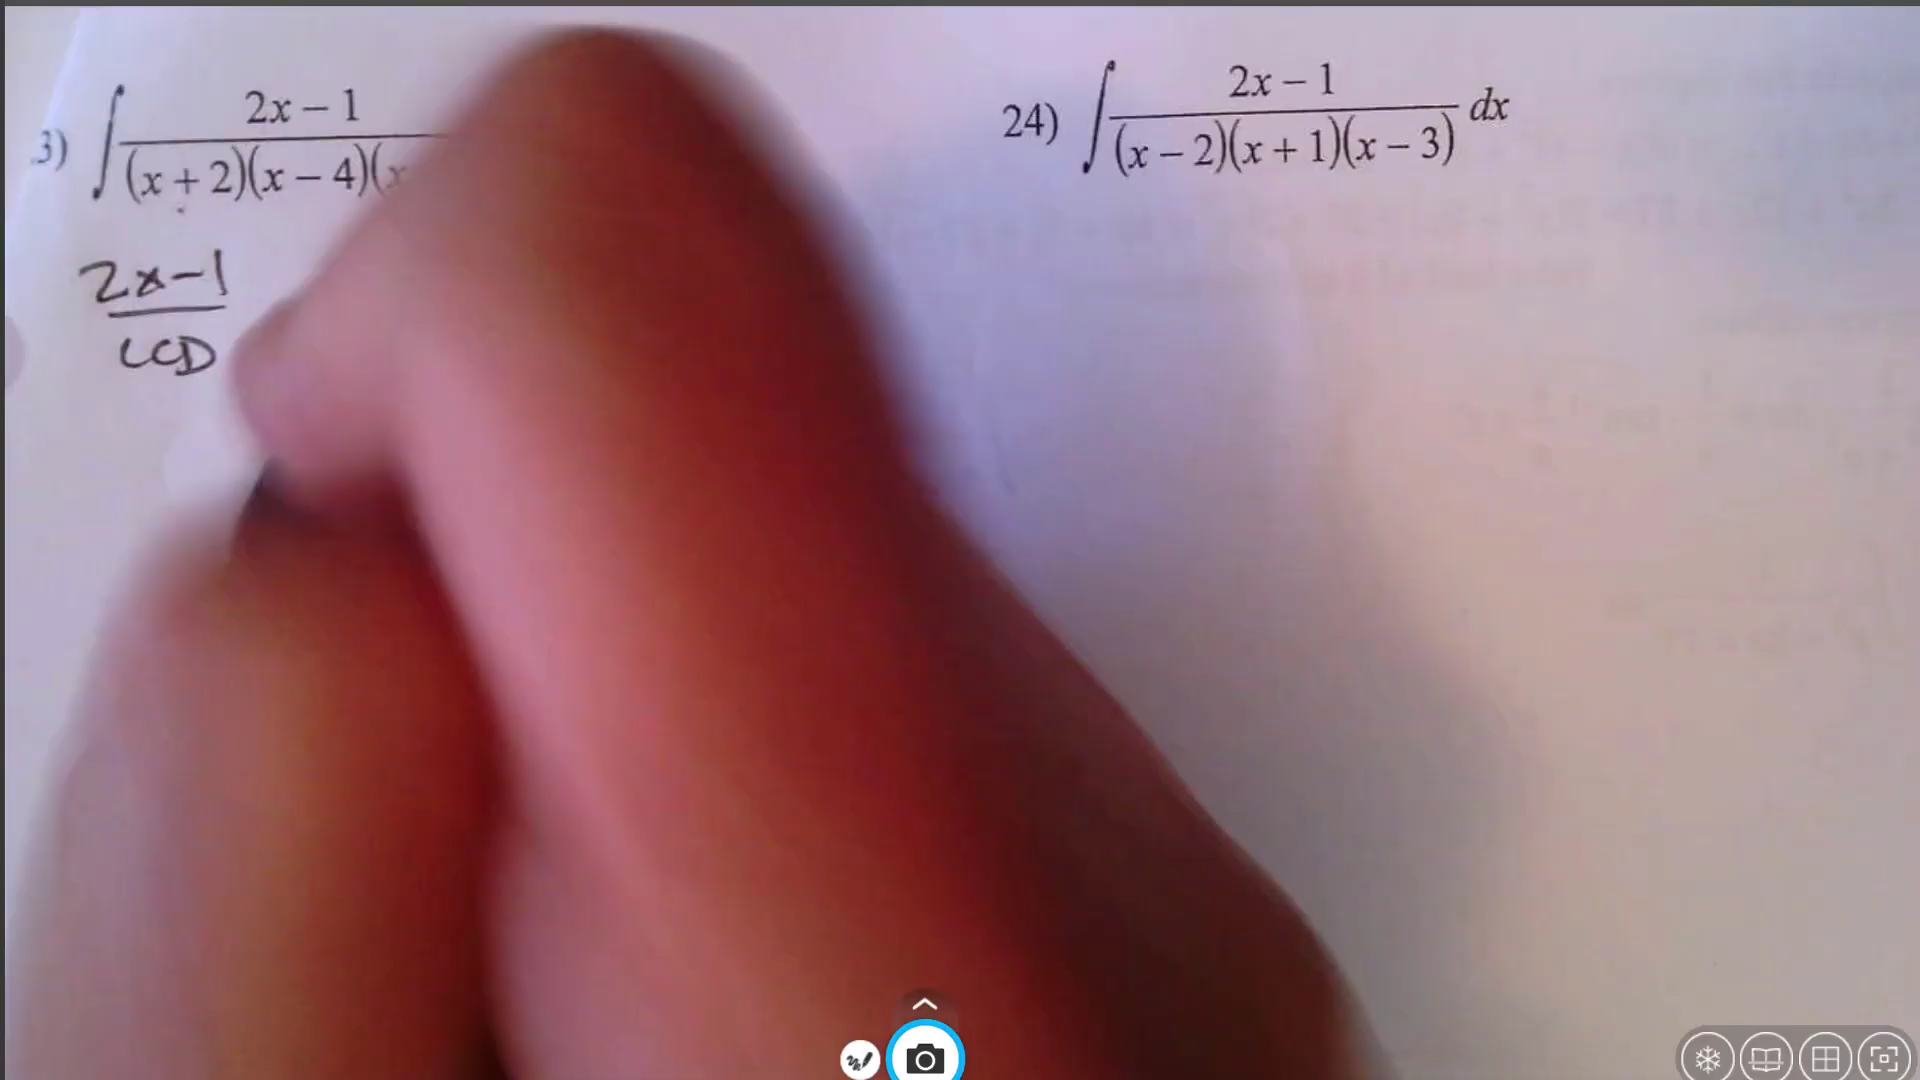 3) ∫ 2x − 1
(x + 2)(x − 4)(x
2x-1
LCD
24) ∫ 2x − 1 dx
(x − 2)(x + 1)(x − 3)